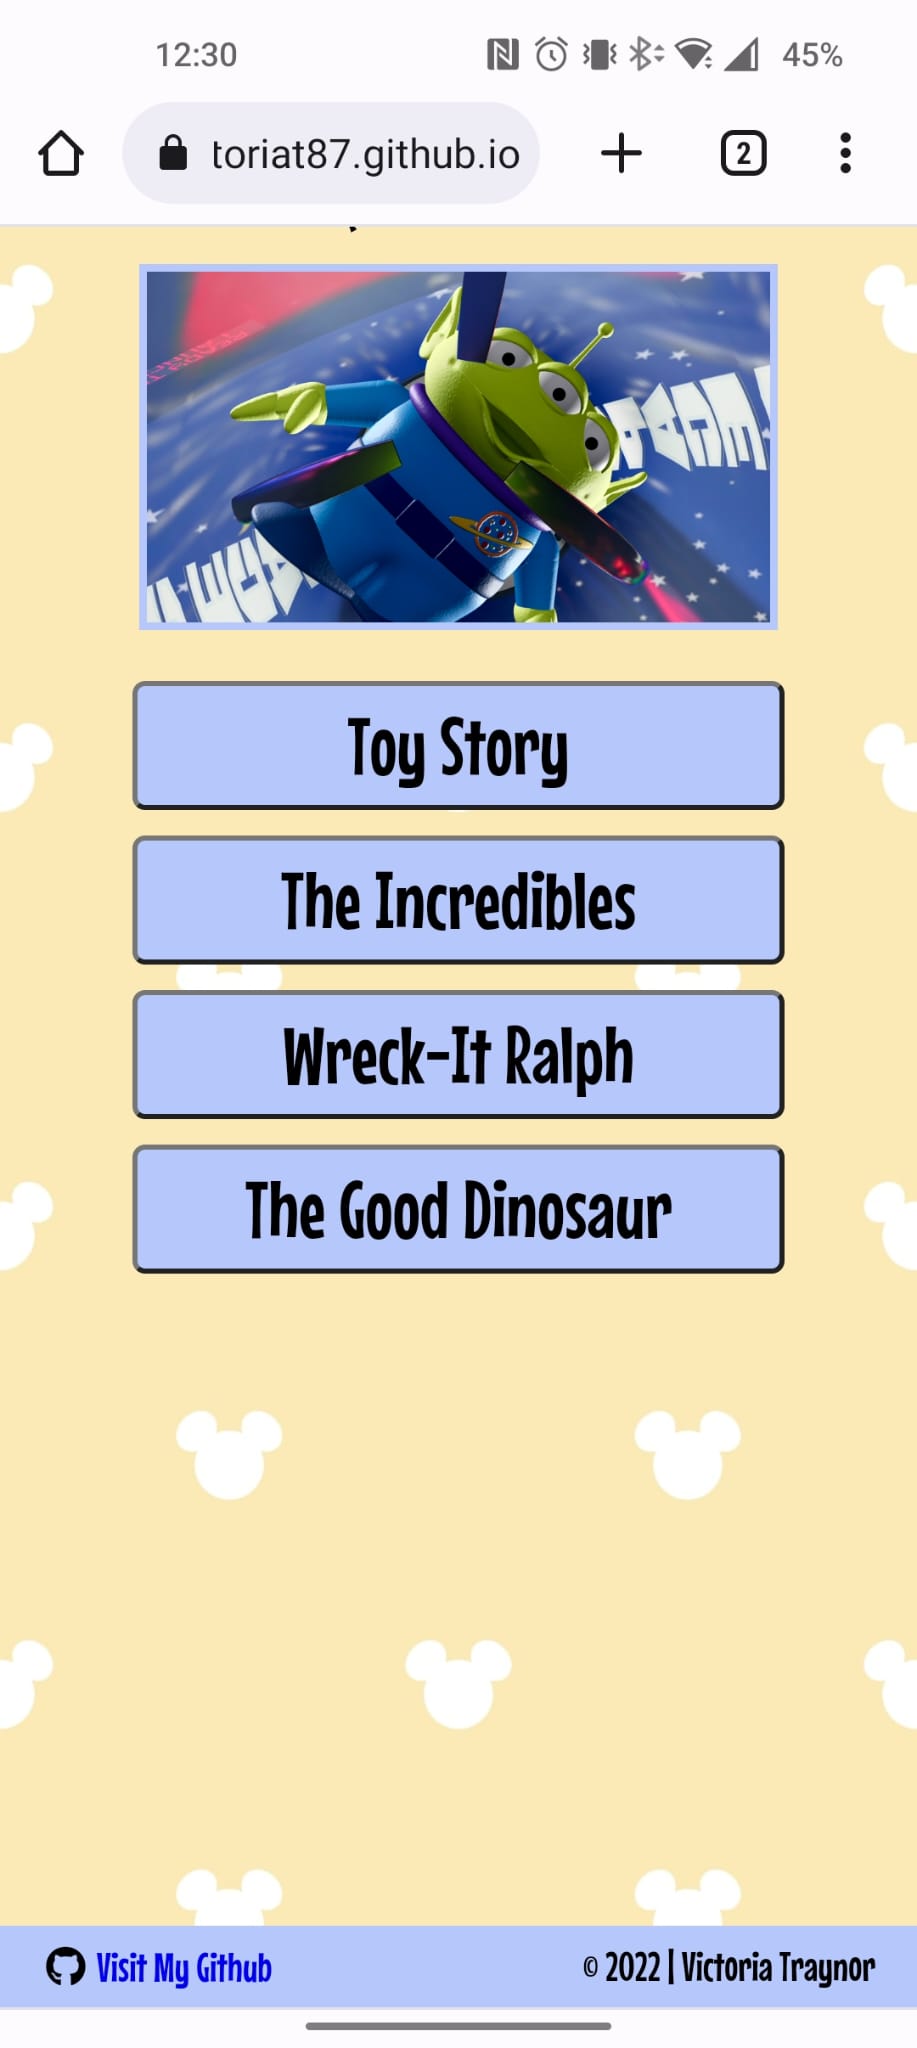 12:30
45%
toriat87.github.io
2
Toy Story
The Incredibles
Wreck-It Ralph
The Good Dinosaur
Visit My Github
© 2022 | Victoria Traynor